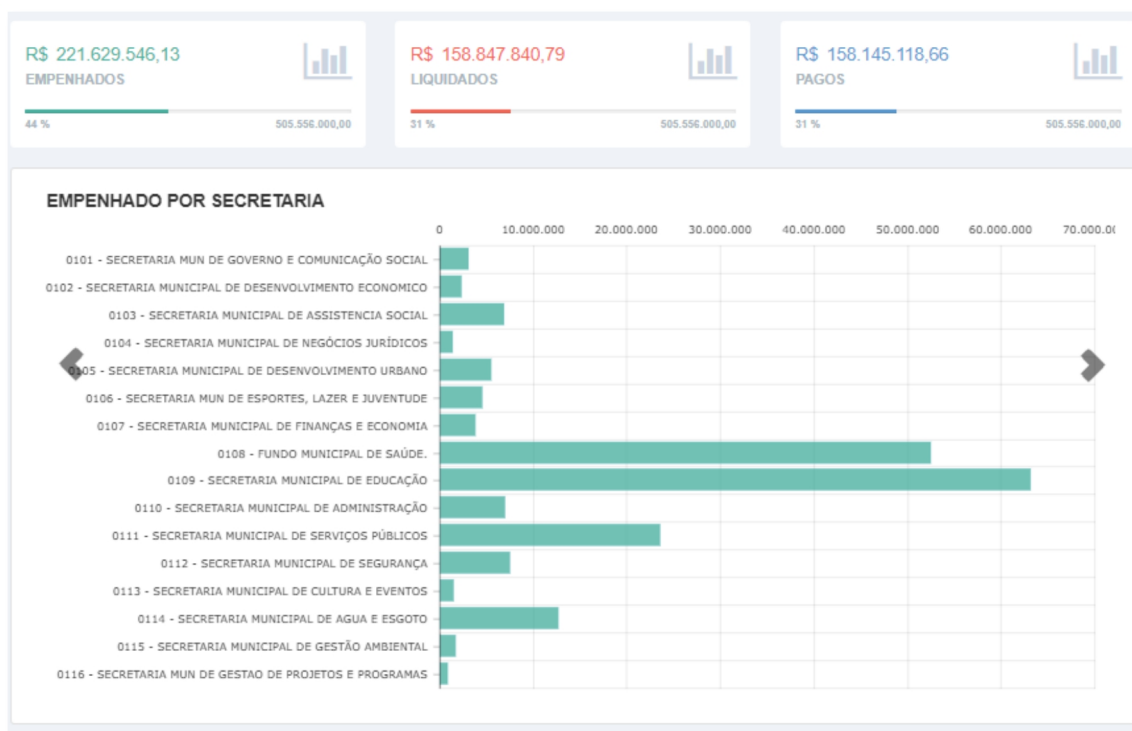 R$ 221.629.546,13
EMPENHADOS
44 %
505.556.000,00
R$ 158.847.840,79
LIQUIDADOS
31 %
505.556.000,00
R$ 158.145.118,66
PAGOS
31 %
505.556.000,00
EMPENHADO POR SECRETARIA
0 10.000.000 20.000.000 30.000.000 40.000.000 50.000.000 60.000.000 70.000.0
0101 - SECRETARIA MUN DE GOVERNO E COMUNICAÇÃO SOCIAL
0102 - SECRETARIA MUNICIPAL DE DESENVOLVIMENTO ECONOMICO
0103 - SECRETARIA MUNICIPAL DE ASSISTENCIA SOCIAL
0104 - SECRETARIA MUNICIPAL DE NEGÓCIOS JURÍDICOS
0105 - SECRETARIA MUNICIPAL DE DESENVOLVIMENTO URBANO
0106 - SECRETARIA MUN DE ESPORTES, LAZER E JUVENTUDE
0107 - SECRETARIA MUNICIPAL DE FINANÇAS E ECONOMIA
0108 - FUNDO MUNICIPAL DE SAÚDE.
0109 - SECRETARIA MUNICIPAL DE EDUCAÇÃO
0110 - SECRETARIA MUNICIPAL DE ADMINISTRAÇÃO
0111 - SECRETARIA MUNICIPAL DE SERVIÇOS PÚBLICOS
0112 - SECRETARIA MUNICIPAL DE SEGURANÇA
0113 - SECRETARIA MUNICIPAL DE CULTURA E EVENTOS
0114 - SECRETARIA MUNICIPAL DE AGUA E ESGOTO
0115 - SECRETARIA MUNICIPAL DE GESTÃO AMBIENTAL
0116 - SECRETARIA MUN DE GESTAO DE PROJETOS E PROGRAMAS